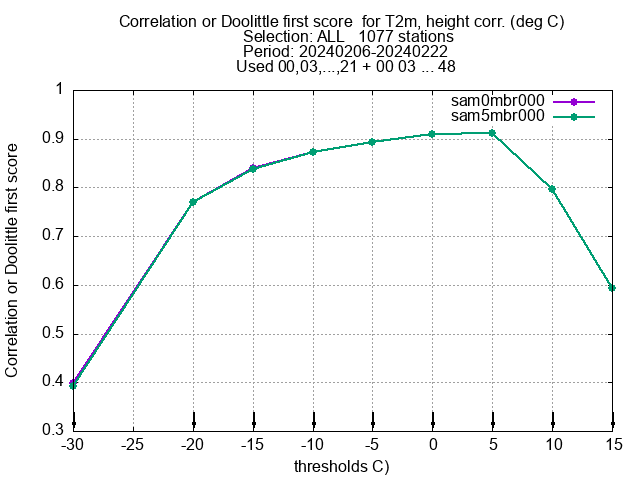 Correlation or Doolittle first score  for T2m, height corr. (deg C)
Selection: ALL   1077 stations
Period: 20240206-20240222
Used 00,03,...,21 + 00 03 ... 48
sam0mbr000
sam5mbr000
Correlation or Doolittle first score
1
0.9
0.8
0.7
0.6
0.5
0.4
0.3
-30 -25 -20 -15 -10 -5 0 5 10 15
thresholds C)